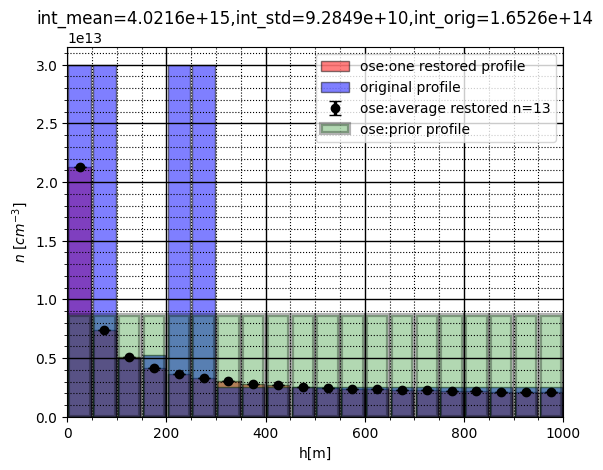 int_mean=4.0216e+15,int_std=9.2849e+10,int_orig=1.6526e+14
1e13
3.0
2.5
2.0
1.5
1.0
0.5
0.0
n [cm⁻³]
ose:one restored profile
original profile
ose:average restored n=13
ose:prior profile
0 200 400 600 800 1000
h[m]